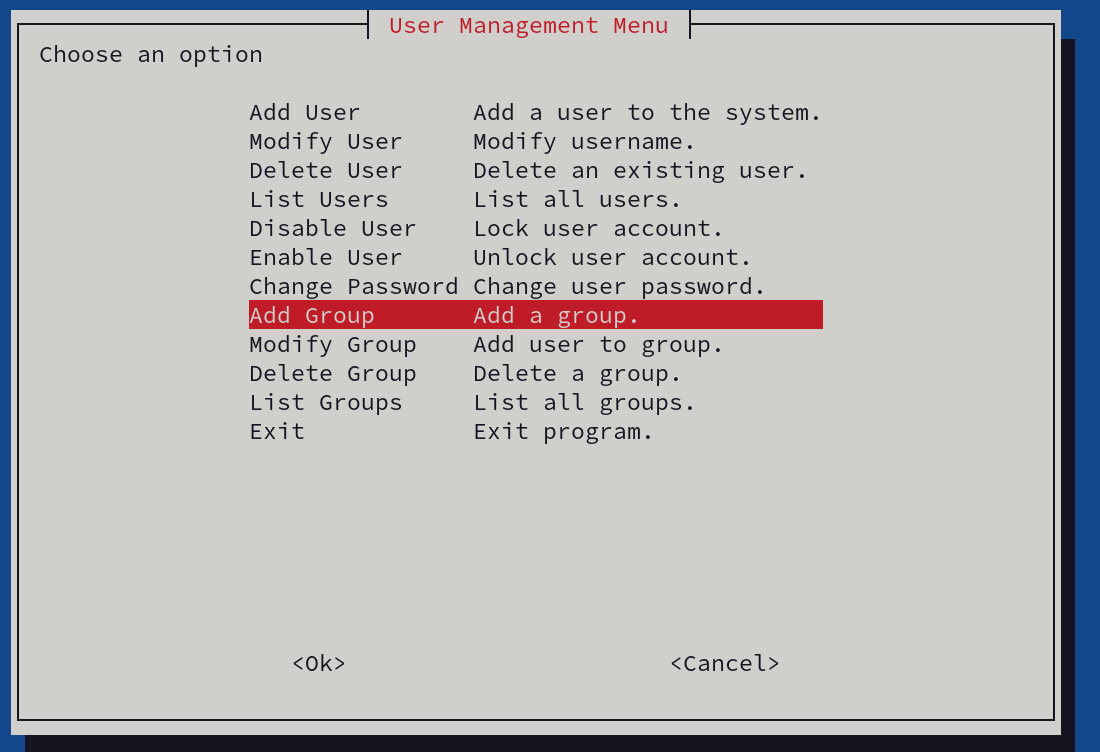 User Management Menu
Choose an option
Add User Add a user to the system.
Modify User Modify username.
Delete User Delete an existing user.
List Users List all users.
Disable User Lock user account.
Enable User Unlock user account.
Change Password Change user password.
Add Group Add a group.
Modify Group Add user to group.
Delete Group Delete a group.
List Groups List all groups.
Exit Exit program.
<Ok> <Cancel>